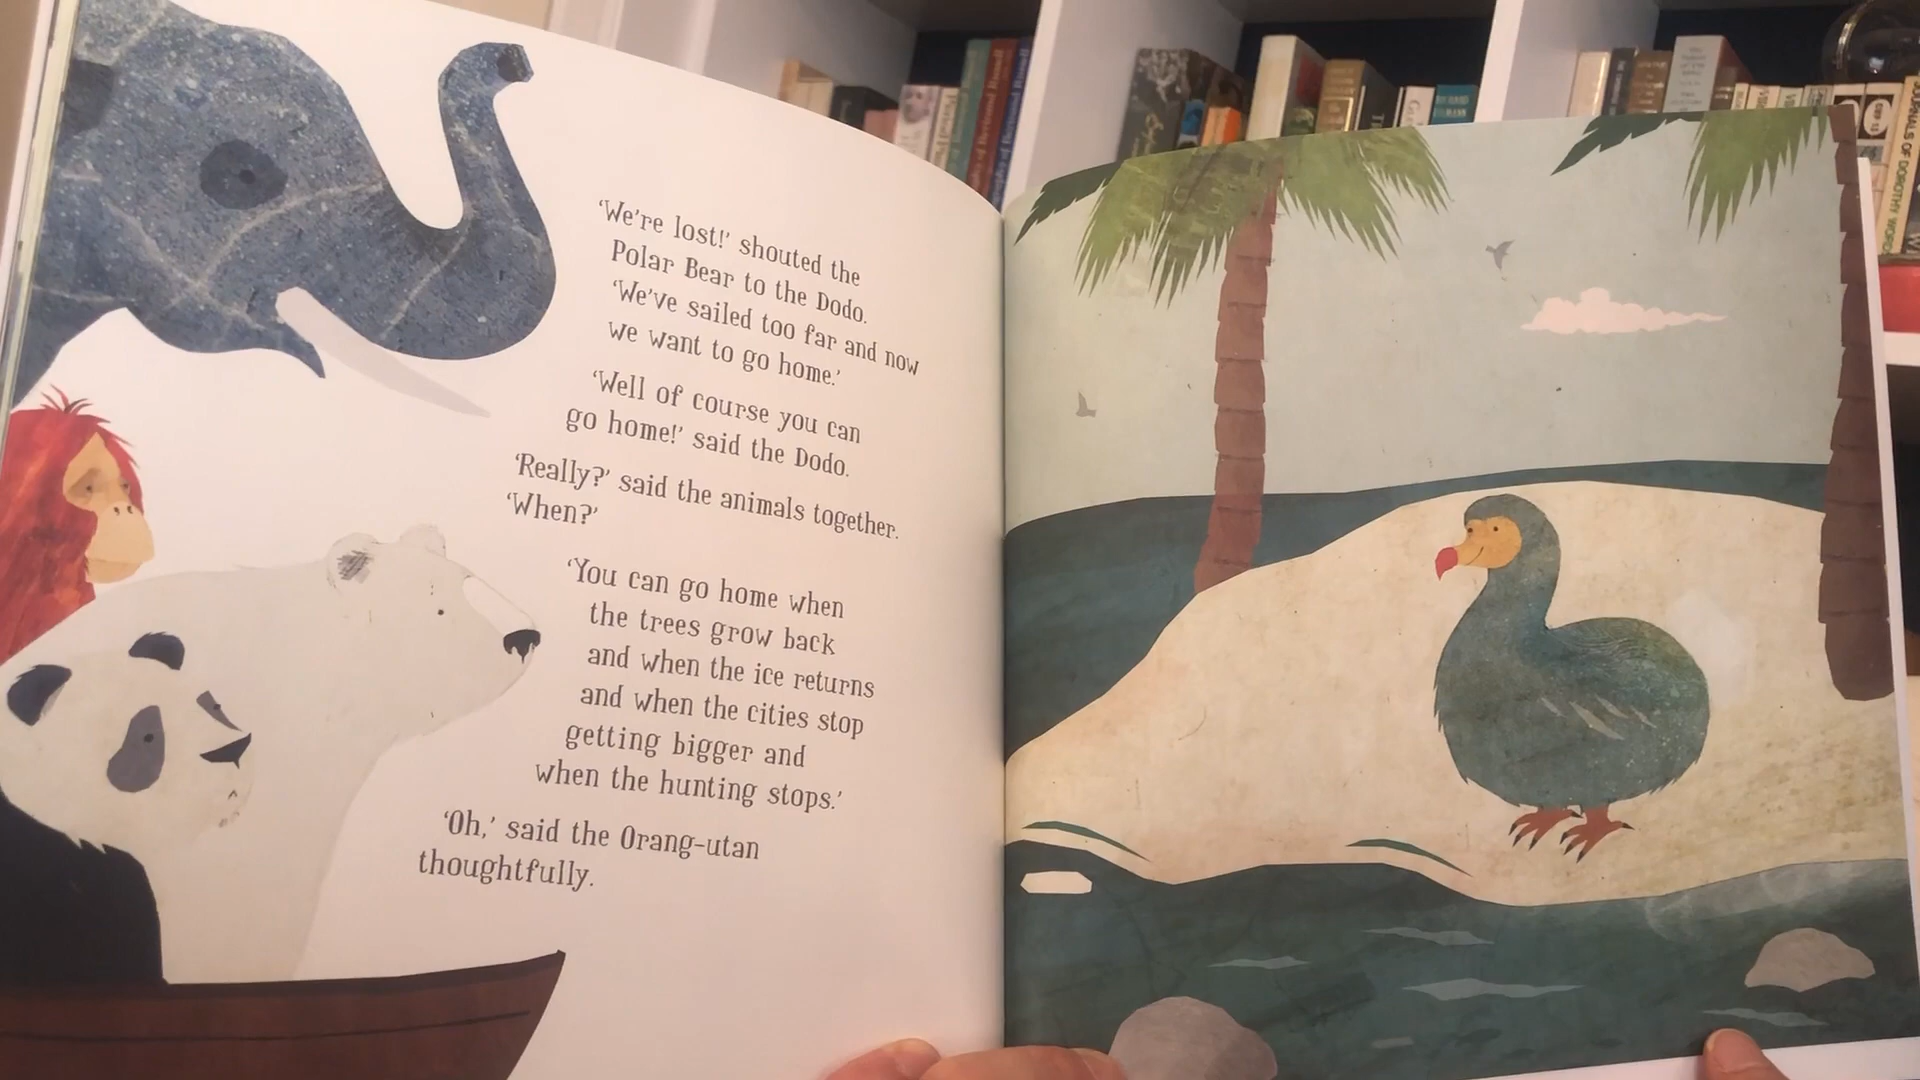 ‘We’re lost!’ shouted the
Polar Bear to the Dodo.
‘We’ve sailed too far and now
we want to go home.’
‘Well of course you can
go home!’ said the Dodo.
‘Really?’ said the animals together.
‘When?’
‘You can go home when
the trees grow back
and when the ice returns
and when the cities stop
getting bigger and
when the hunting stops.’
‘Oh,’ said the Orang-utan
thoughtfully.